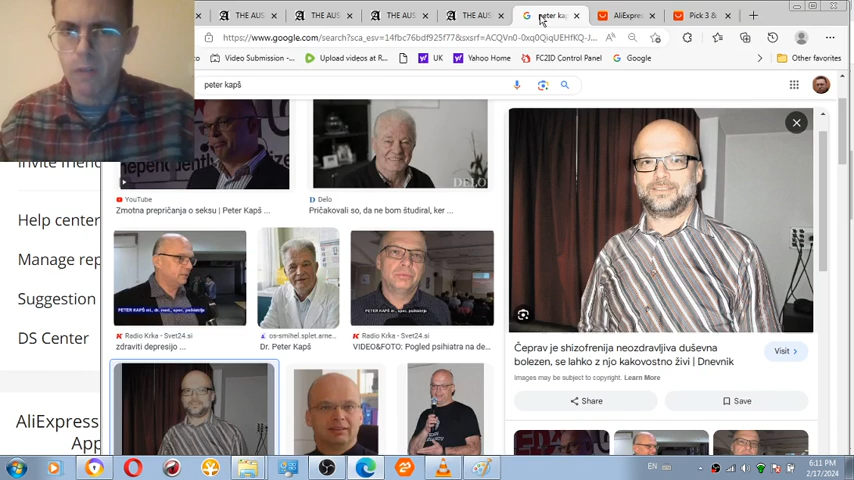 THE AUS
THE AUS
THE AUS
THE AUS
peter kap
AliExpres
Pick 3 &
https://www.google.com/search?sca_esv=14fbc76bdf925f77&sxsrf=ACQVn0-0xq0QiqUEHfKQ-J...
Video Submission -...
Upload videos at R...
UK
Yahoo Home
FC2ID Control Panel
Google
Other favorites
peter kapš
ndependently
DELO
YouTube
Zmotna prepričanja o seksu | Peter Kapš ...
Delo
Pričakovali so, da ne bom študiral, ker ...
Radio Krka - Svet24.si
zdraviti depresijo ...
os-smihel.splet.arne...
Dr. Peter Kapš
Radio Krka - Svet24.si
VIDEO&FOTO: Pogled psihiatra na de...
Čeprav je shizofrenija neozdravljiva duševna
bolezen, se lahko z njo kakovostno živi | Dnevnik
Visit
Images may be subject to copyright. Learn More
Share
Save
Invite friend
Help center
Manage rep
Suggestion
DS Center
AliExpress
App
EN
6:11 PM
2/17/2024